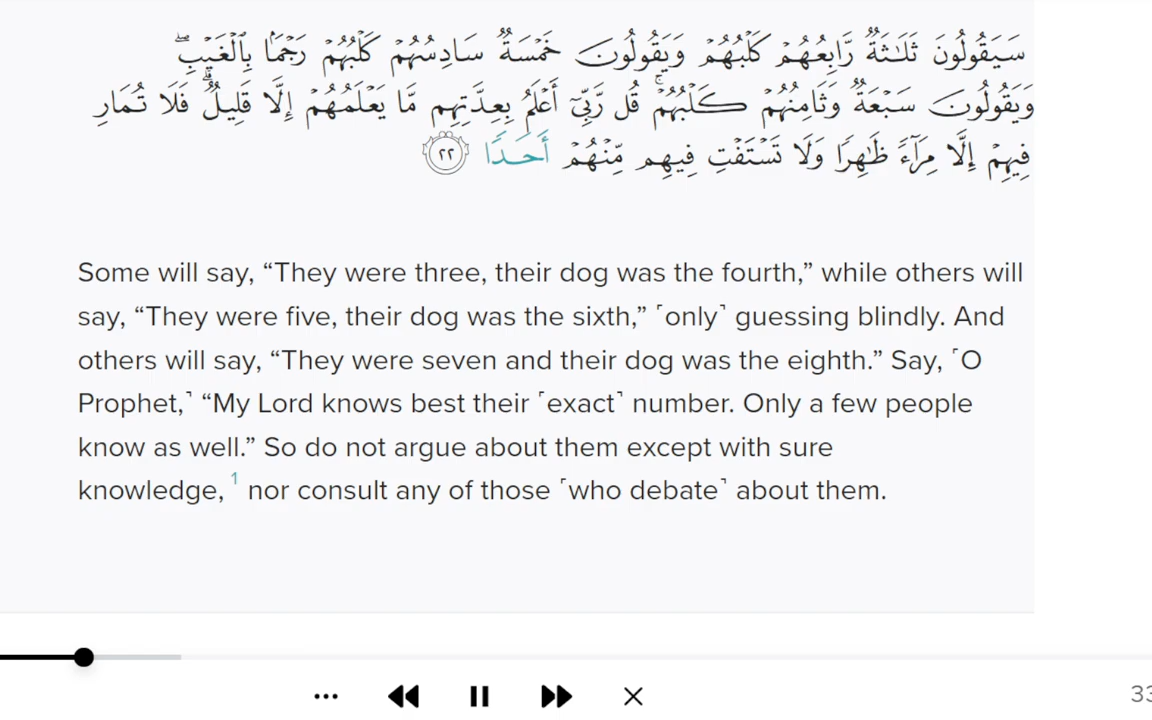 سَيَقُولُونَ ثَلَـٰثَةٌ رَّابِعُهُمْ كَلْبُهُمْ وَيَقُولُونَ خَمْسَةٌ سَادِسُهُمْ كَلْبُهُمْ رَجْمًۢا بِٱلْغَيْبِ ۖ
وَيَقُولُونَ سَبْعَةٌ وَثَامِنُهُمْ كَلْبُهُمْ ۚ قُل رَّبِّىٓ أَعْلَمُ بِعِدَّتِهِم مَّا يَعْلَمُهُمْ إِلَّا قَلِيلٌ ۗ فَلَا تُمَارِ
فِيهِمْ إِلَّا مِرَآءً ظَـٰهِرًا وَلَا تَسْتَفْتِ فِيهِم مِّنْهُمْ أَحَدًا ٢٢
Some will say, “They were three, their dog was the fourth,” while others will
say, “They were five, their dog was the sixth,” ˹only˺ guessing blindly. And
others will say, “They were seven and their dog was the eighth.” Say, ˹O
Prophet,˺ “My Lord knows best their ˹exact˺ number. Only a few people
know as well.” So do not argue about them except with sure
knowledge, 1 nor consult any of those ˹who debate˺ about them.